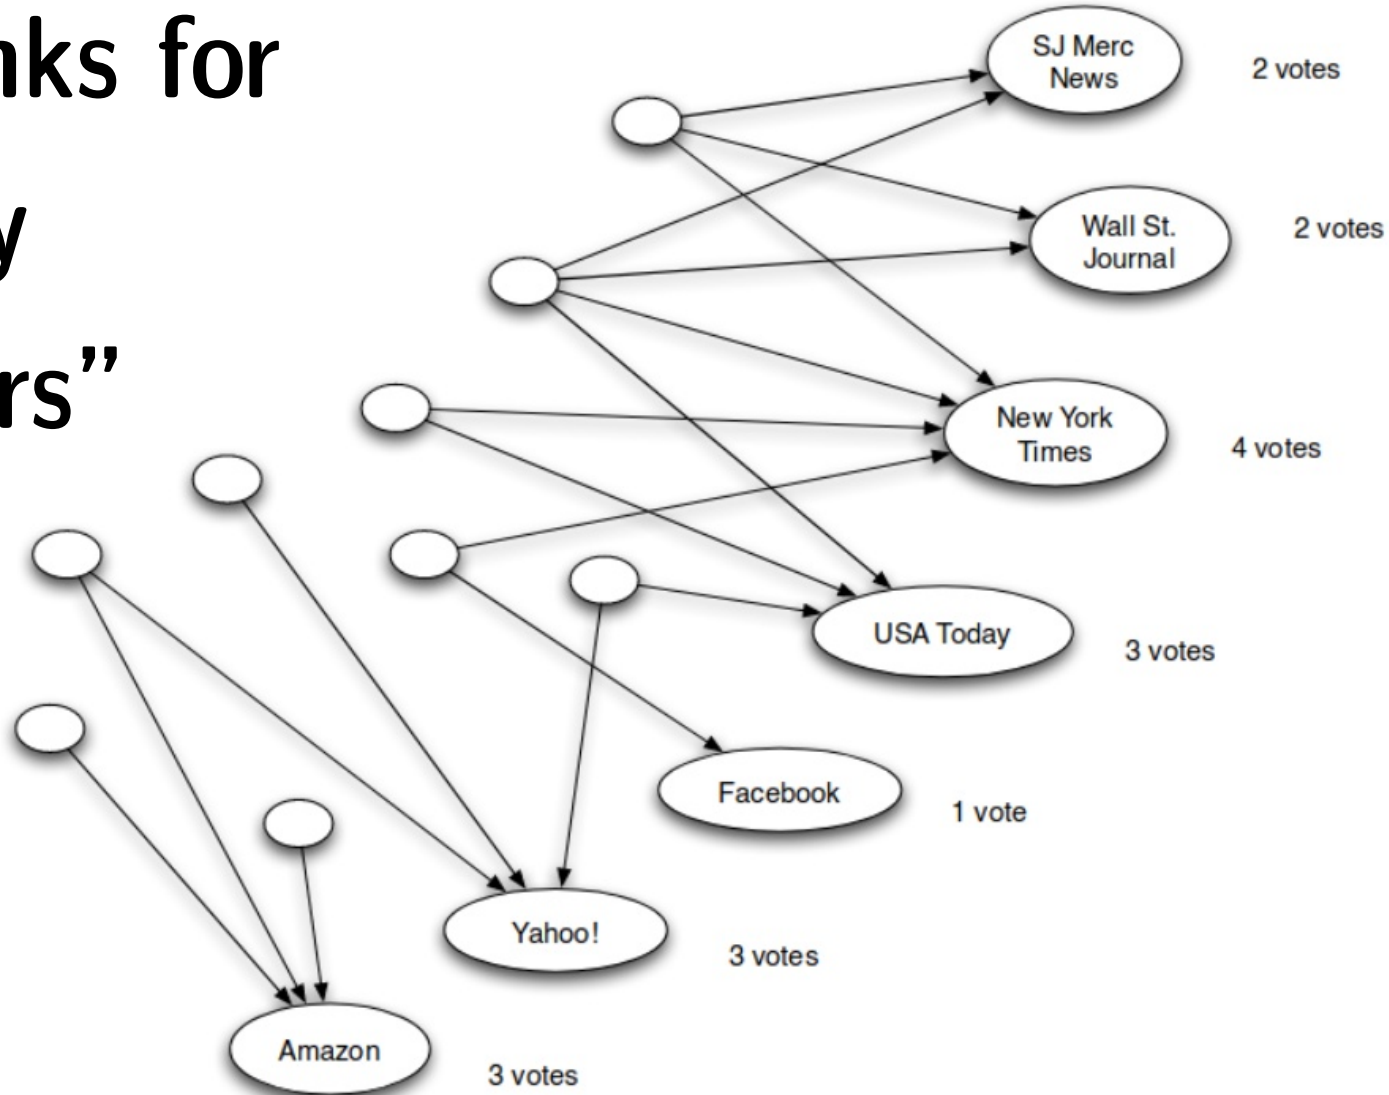 nks for
y
rs”
SJ Merc
News
2 votes
Wall St.
Journal
2 votes
New York
Times
4 votes
USA Today
3 votes
Facebook
1 vote
Yahoo!
3 votes
Amazon
3 votes